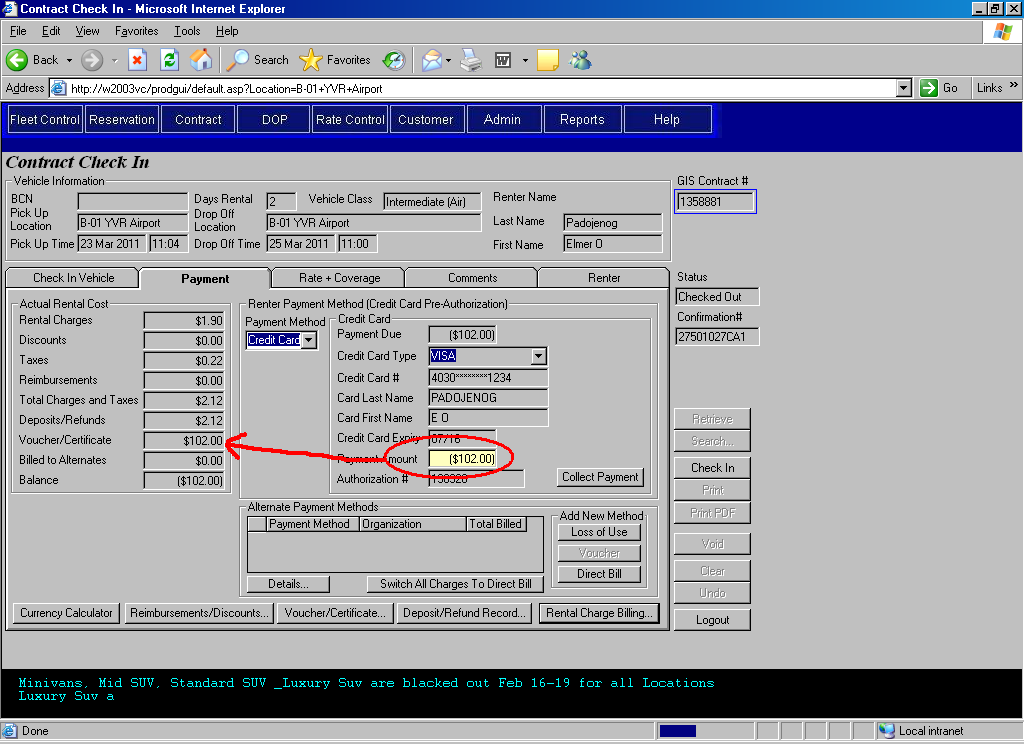 Contract Check In - Microsoft Internet Explorer
File Edit View Favorites Tools Help
Back Search Favorites
Address http://w2003vc/prodgui/default.asp?Location=B-01+YVR+Airport Go Links »
Fleet Control Reservation Contract DOP Rate Control Customer Admin Reports Help
Contract Check In
Vehicle Information
BCN Days Rental 2 Vehicle Class Intermediate (Air) Renter Name
Pick Up Location B-01 YVR Airport Drop Off Location B-01 YVR Airport Last Name Padojenog
Pick Up Time 23 Mar 2011 11:04 Drop Off Time 25 Mar 2011 11:00 First Name Elmer O
GIS Contract #
1358881
Check In Vehicle Payment Rate + Coverage Comments Renter
Status
Checked Out
Confirmation#
27501027CA1
Actual Rental Cost
Rental Charges $1.90
Discounts $0.00
Taxes $0.22
Reimbursements $0.00
Total Charges and Taxes $2.12
Deposits/Refunds $2.12
Voucher/Certificate $102.00
Billed to Alternates $0.00
Balance ($102.00)
Renter Payment Method (Credit Card Pre-Authorization)
Payment Method
Credit Card
Credit Card
Payment Due ($102.00)
Credit Card Type VISA
Credit Card # 4030********1234
Card Last Name PADOJENOG
Card First Name E O
Credit Card Expiry 07/16
Payment Amount ($102.00)
Authorization #
Collect Payment
Alternate Payment Methods
Payment Method Organization Total Billed
Details... Switch All Charges To Direct Bill
Add New Method
Loss of Use
Voucher
Direct Bill
Currency Calculator Reimbursements/Discounts... Voucher/Certificate... Deposit/Refund Record... Rental Charge Billing...
Retrieve
Search...
Check In
Print
Print PDF
Void
Clear
Undo
Logout
Minivans, Mid SUV, Standard SUV _Luxury Suv are blacked out Feb 16-19 for all Locations
Luxury Suv a
Done Local intranet